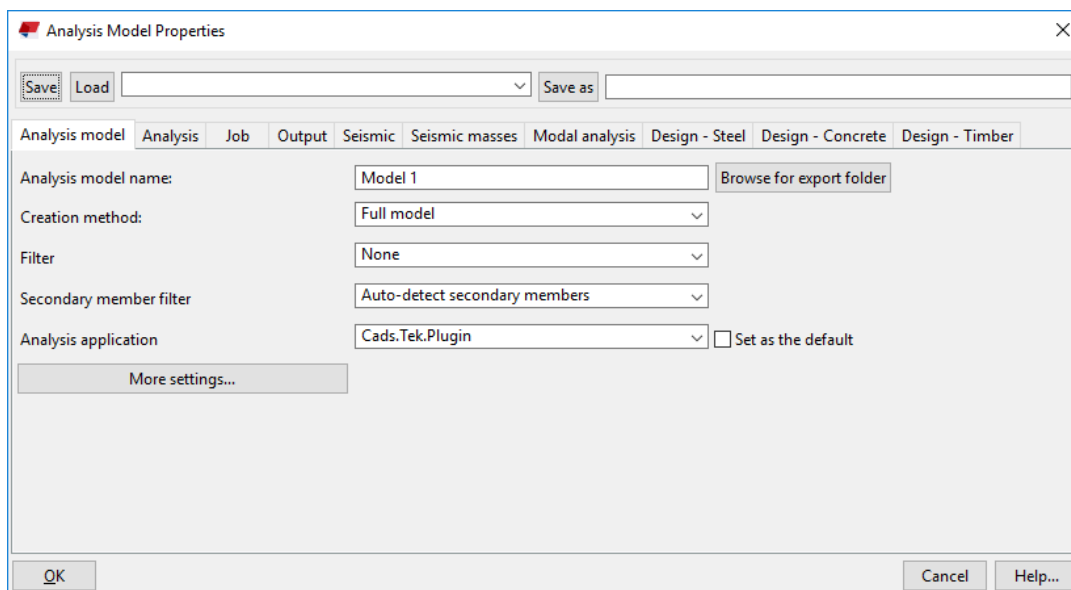 Analysis Model Properties
Save Load Save as
Analysis model Analysis Job Output Seismic Seismic masses Modal analysis Design - Steel Design - Concrete Design - Timber
Analysis model name: Model 1 Browse for export folder
Creation method: Full model
Filter None
Secondary member filter Auto-detect secondary members
Analysis application Cads.Tek.Plugin Set as the default
More settings...
OK Cancel Help...